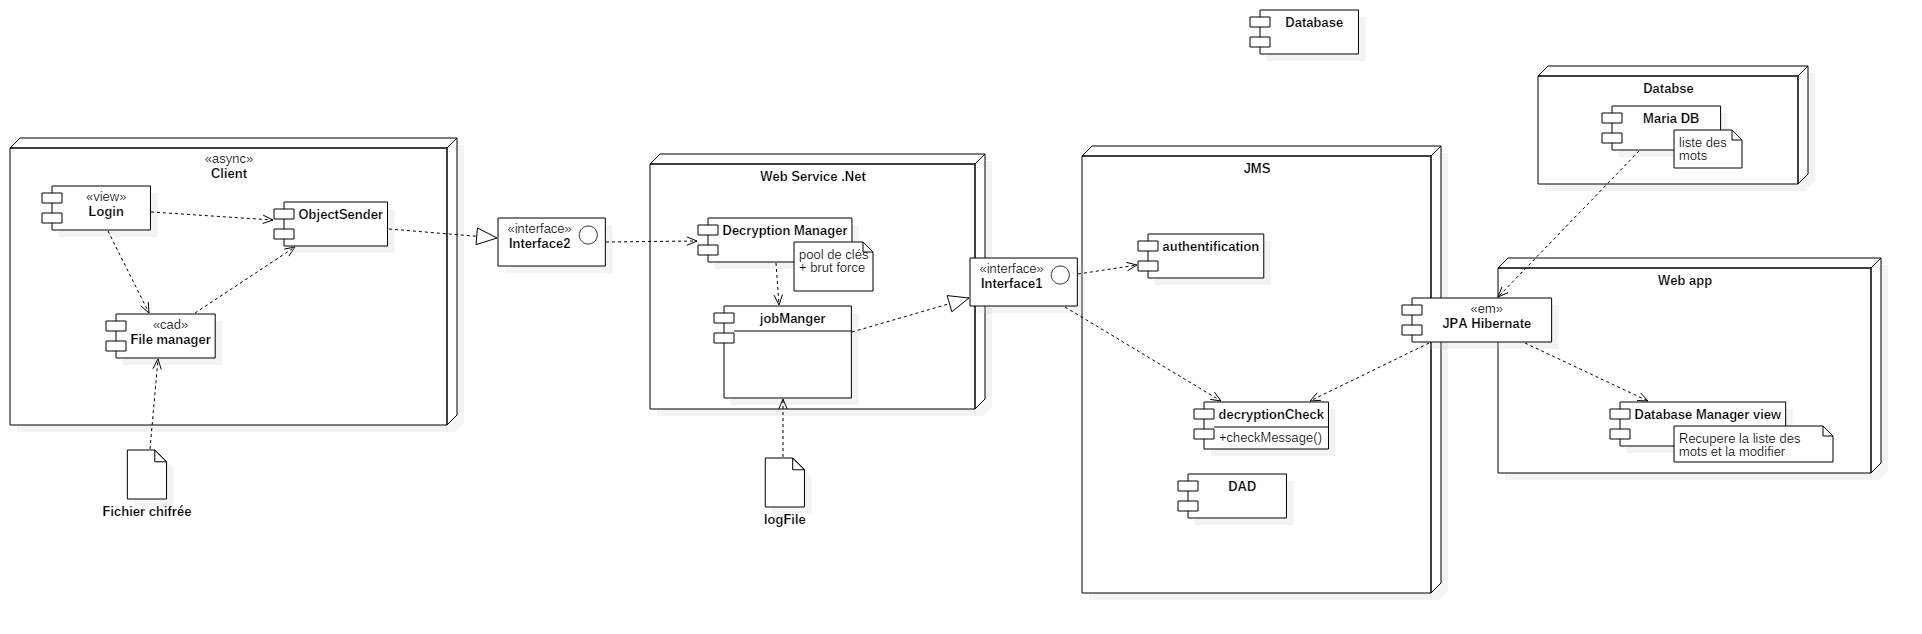 Database
Databse
Maria DB
liste des
mots
«async»
Client
«view»
Login
ObjectSender
«cad»
File manager
Fichier chifrée
«interface»
Interface2
Web Service .Net
Decryption Manager
pool de clés
+ brut force
jobManger
logFile
«interface»
Interface1
JMS
authentification
decryptionCheck
+checkMessage()
DAD
Web app
«em»
JPA Hibernate
Database Manager view
Recupere la liste des
mots et la modifier